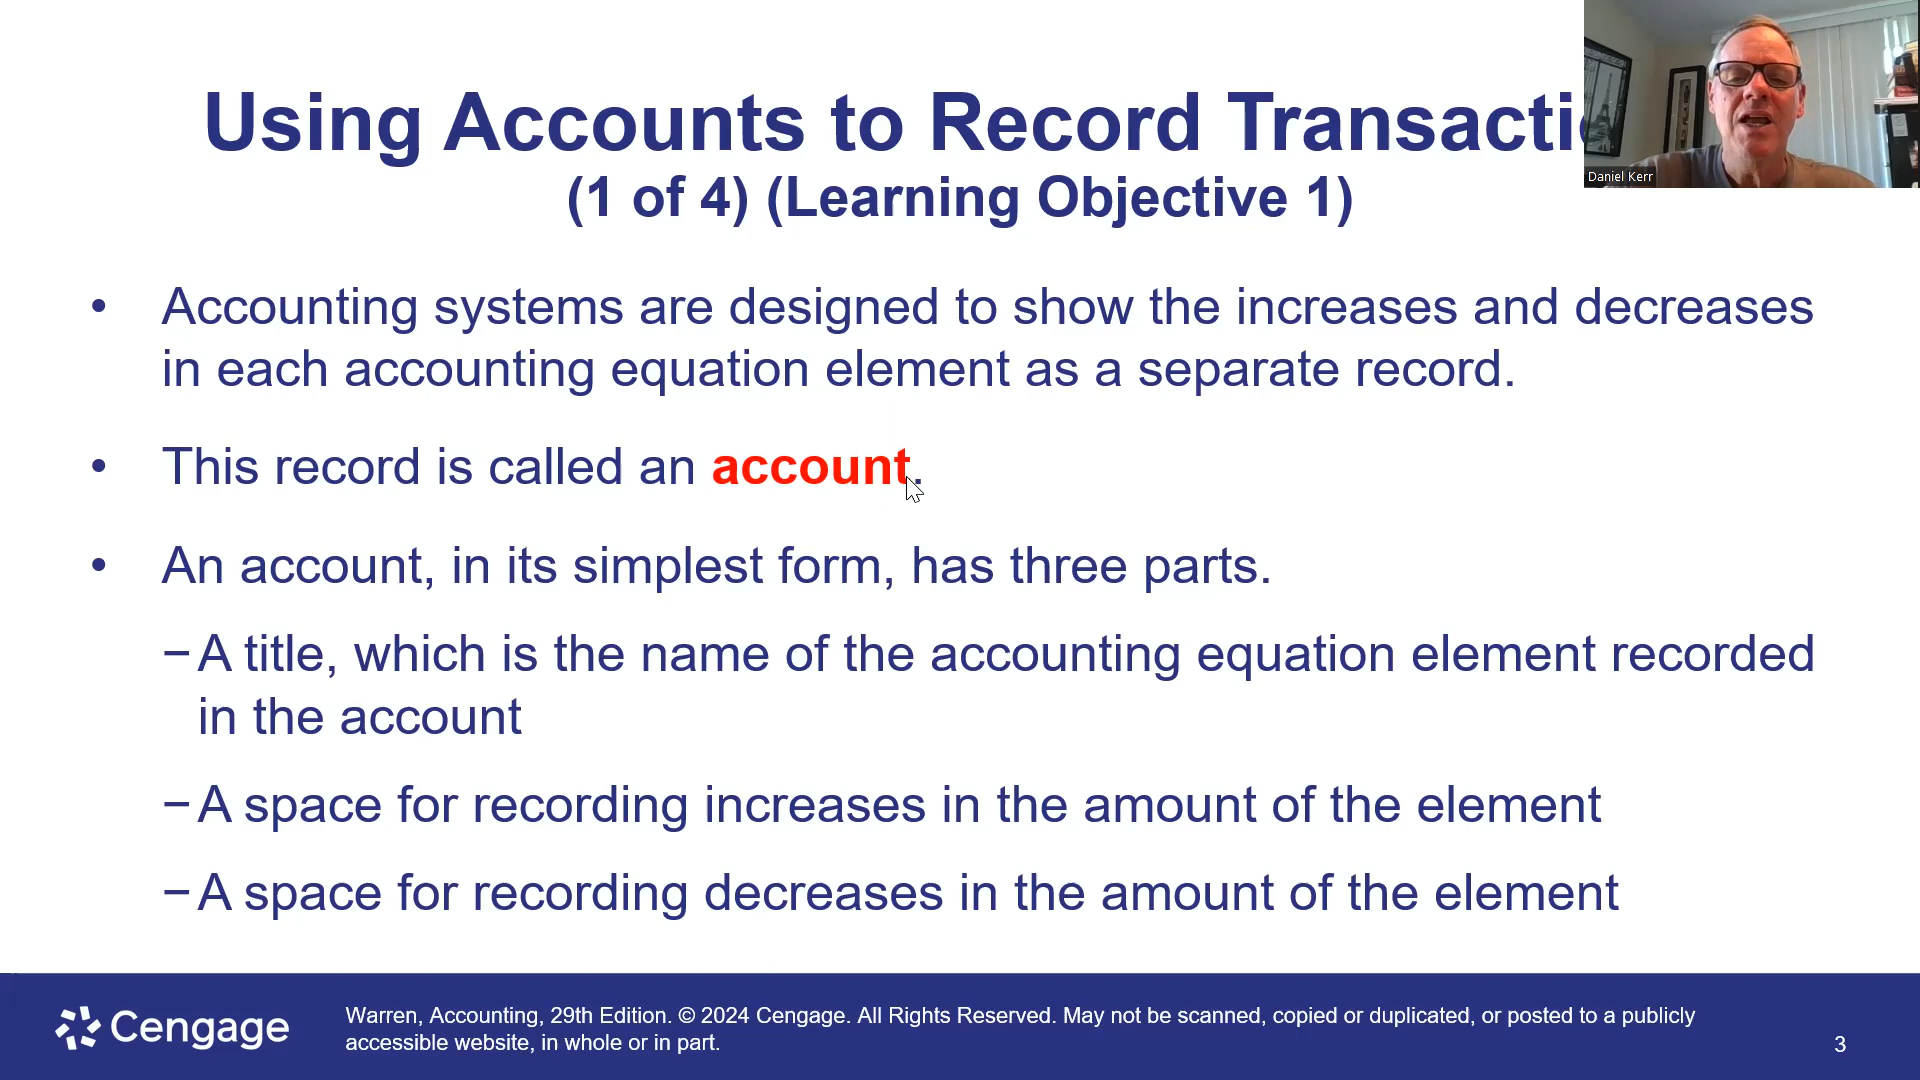 Using Accounts to Record Transacti
(1 of 4) (Learning Objective 1)
Daniel Kerr
• Accounting systems are designed to show the increases and decreases
in each accounting equation element as a separate record.
• This record is called an account.
• An account, in its simplest form, has three parts.
− A title, which is the name of the accounting equation element recorded
in the account
− A space for recording increases in the amount of the element
− A space for recording decreases in the amount of the element
Cengage
Warren, Accounting, 29th Edition. © 2024 Cengage. All Rights Reserved. May not be scanned, copied or duplicated, or posted to a publicly
accessible website, in whole or in part.
3